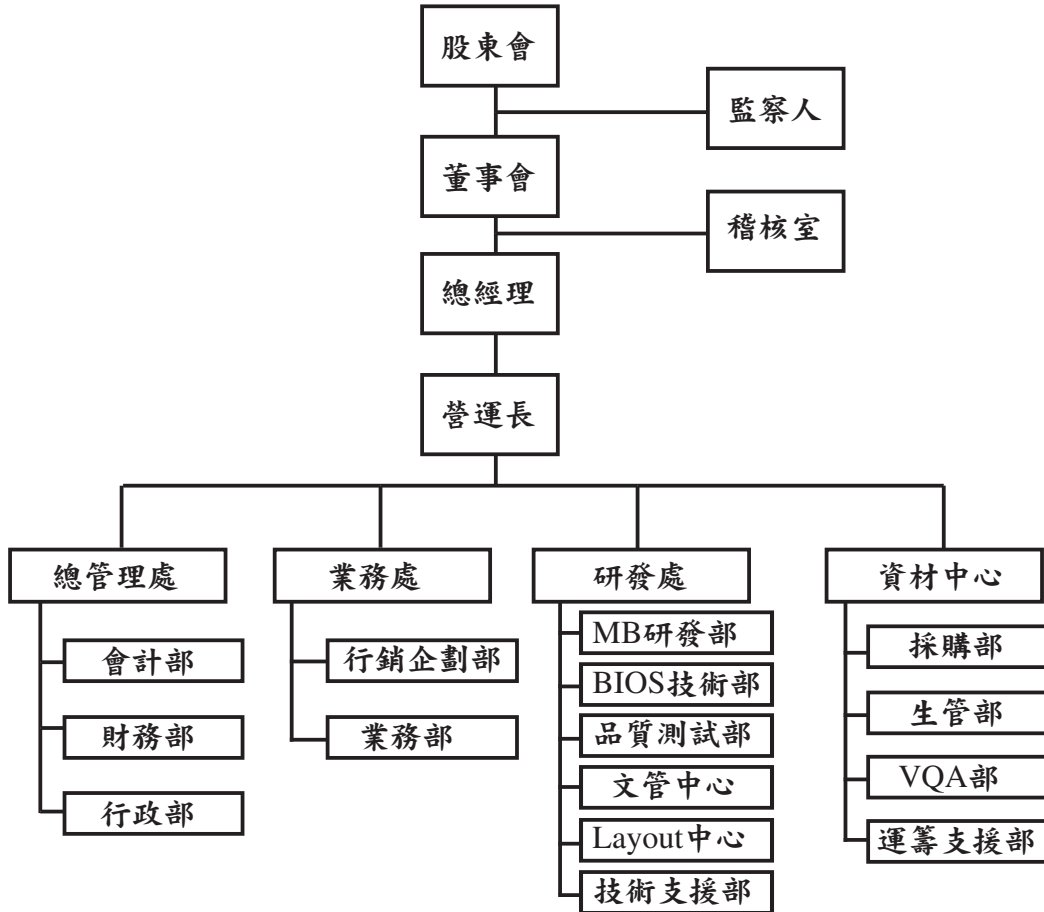 股東會
監察人
董事會
稽核室
總經理
營運長
總管理處
會計部
財務部
行政部
業務處
行銷企劃部
業務部
研發處
MB研發部
BIOS技術部
品質測試部
文管中心
Layout中心
技術支援部
資材中心
採購部
生管部
VQA部
運籌支援部